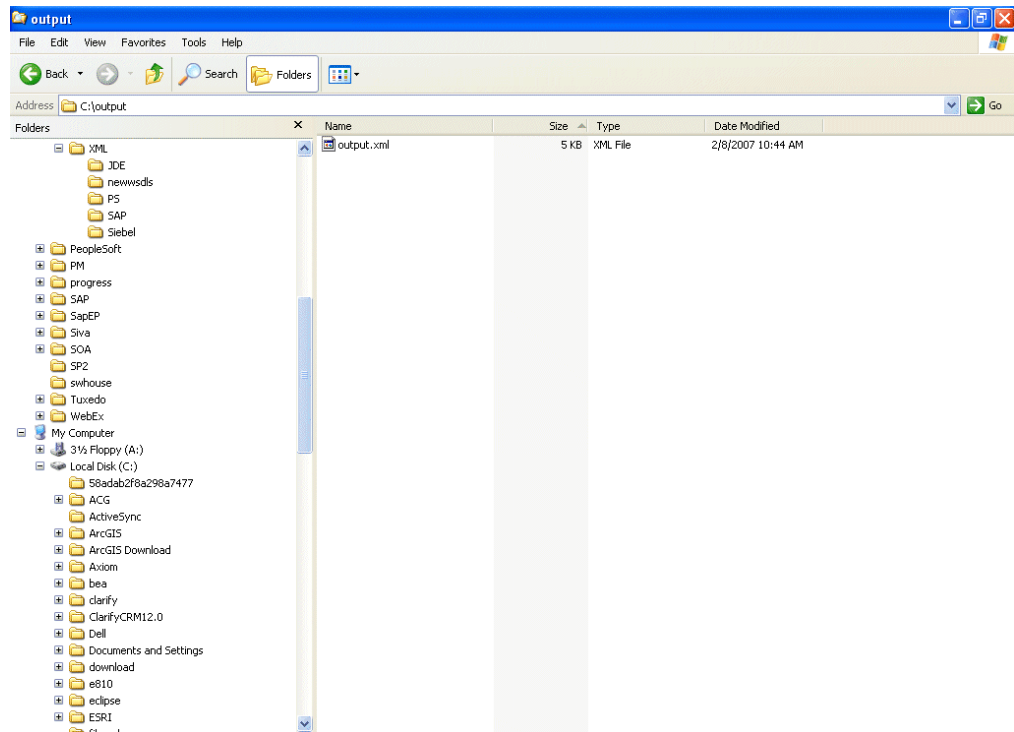 output
File Edit View Favorites Tools Help
Back Search Folders
Address C:\output Go
Folders
Name Size Type Date Modified
output.xml 5 KB XML File 2/8/2007 10:44 AM
XML
JDE
newwsdls
PS
SAP
Siebel
PeopleSoft
PM
progress
SAP
SapEP
Siva
SOA
SP2
swhouse
Tuxedo
WebEx
My Computer
3½ Floppy (A:)
Local Disk (C:)
58adab2f8a298a7477
ACG
ActiveSync
ArcGIS
ArcGIS Download
Axiom
bea
clarify
ClarifyCRM12.0
Dell
Documents and Settings
download
e810
eclipse
ESRI